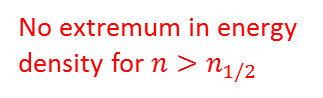 No extremum in energy
density for n > n₁/₂